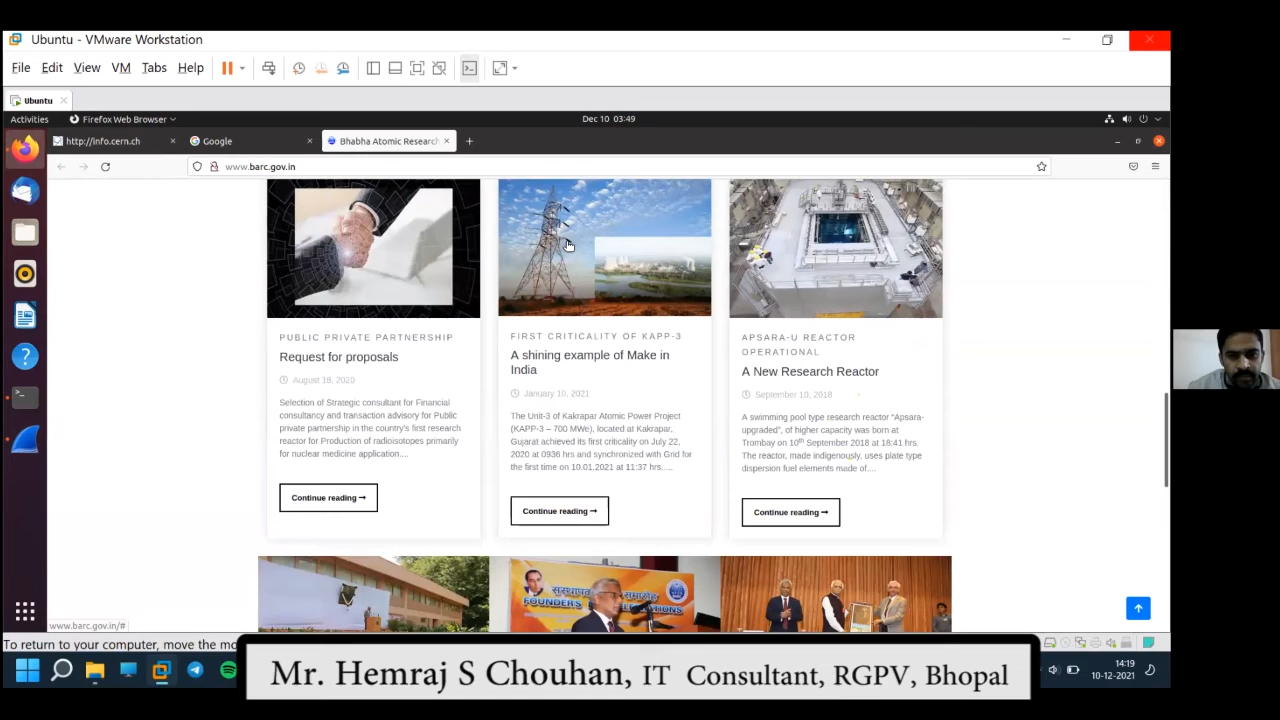 Ubuntu - VMware Workstation
File Edit View VM Tabs Help
Ubuntu
Activities Firefox Web Browser Dec 10 03:49
http://info.cern.ch Google Bhabha Atomic Research
www.barc.gov.in
PUBLIC PRIVATE PARTNERSHIP
Request for proposals
August 18, 2020
Selection of Strategic consultant for Financial
consultancy and transaction advisory for Public
private partnership in the country's first research
reactor for Production of radioisotopes primarily
for nuclear medicine application....
Continue reading
FIRST CRITICALITY OF KAPP-3
A shining example of Make in
India
January 10, 2021
The Unit-3 of Kakrapar Atomic Power Project
(KAPP-3 – 700 MWe), located at Kakrapar,
Gujarat achieved its first criticality on July 22,
2020 at 0936 hrs and synchronized with Grid for
the first time on 10.01.2021 at 11:37 hrs.....
Continue reading
APSARA-U REACTOR
OPERATIONAL
A New Research Reactor
September 10, 2018
A swimming pool type research reactor “Apsara-
upgraded”, of higher capacity was born at
Trombay on 10th September 2018 at 18:41 hrs.
The reactor, made indigenously, uses plate type
dispersion fuel elements made of....
Continue reading
FOUNDER'S
www.barc.gov.in/#
To return to your computer, move the mo
14:19
10-12-2021
Mr. Hemraj S Chouhan, IT Consultant, RGPV, Bhopal